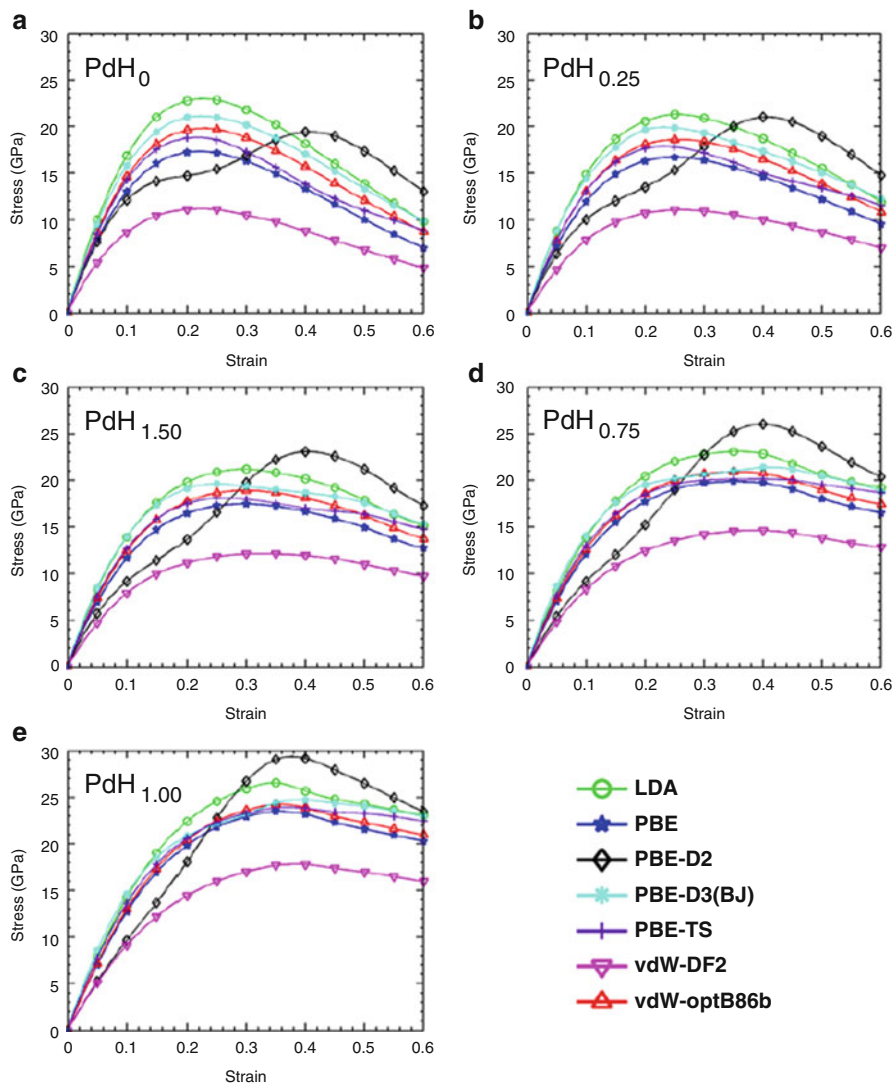 a
30
25
20
15
10
5
0
Stress (GPa)
PdH0
0 0.1 0.2 0.3 0.4 0.5 0.6
Strain
b
30
25
20
15
10
5
0
Stress (GPa)
PdH0.25
0 0.1 0.2 0.3 0.4 0.5 0.6
Strain
c
30
25
20
15
10
5
0
Stress (GPa)
PdH1.50
0 0.1 0.2 0.3 0.4 0.5 0.6
Strain
d
30
25
20
15
10
5
0
Stress (GPa)
PdH0.75
0 0.1 0.2 0.3 0.4 0.5 0.6
Strain
e
30
25
20
15
10
5
0
Stress (GPa)
PdH1.00
0 0.1 0.2 0.3 0.4 0.5 0.6
Strain
LDA
PBE
PBE-D2
PBE-D3(BJ)
PBE-TS
vdW-DF2
vdW-optB86b